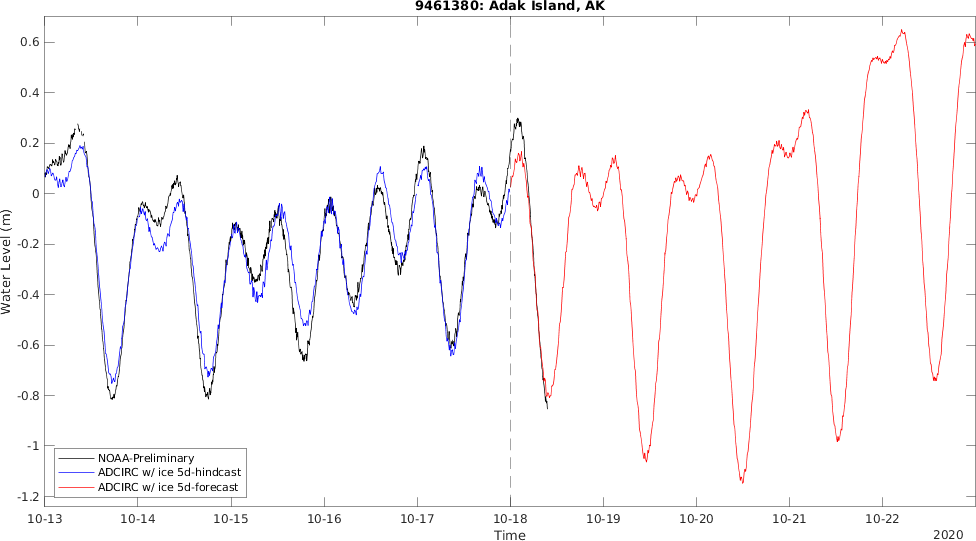 9461380: Adak Island, AK
0.6
0.4
0.2
0
-0.2
-0.4
-0.6
-0.8
-1
-1.2
Water Level (m)
NOAA-Preliminary
ADCIRC w/ ice 5d-hindcast
ADCIRC w/ ice 5d-forecast
10-13 10-14 10-15 10-16 10-17 10-18 10-19 10-20 10-21 10-22
Time
2020